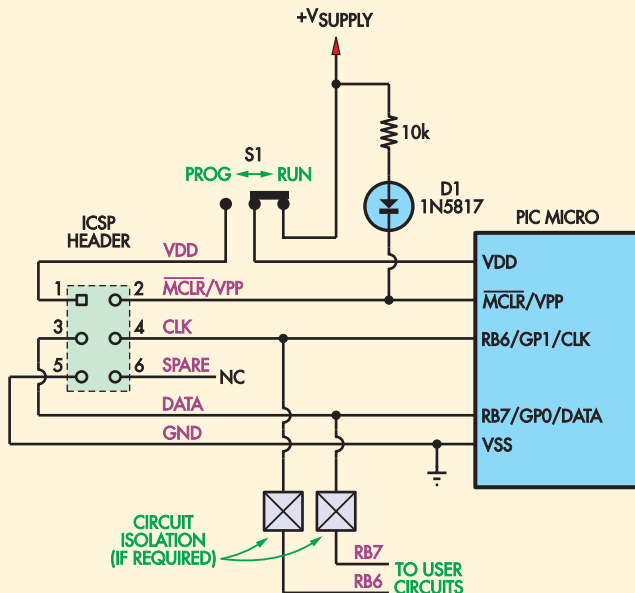 +VSUPPLY
10k
S1
PROG RUN
D1
1N5817
ICSP
HEADER
PIC MICRO
VDD
VDD
1 2 MCLR/VPP
MCLR/VPP
3 4 CLK
RB6/GP1/CLK
5 6 SPARE
NC
DATA
RB7/GP0/DATA
GND
VSS
CIRCUIT
ISOLATION
(IF REQUIRED)
RB7
TO USER
CIRCUITS
RB6